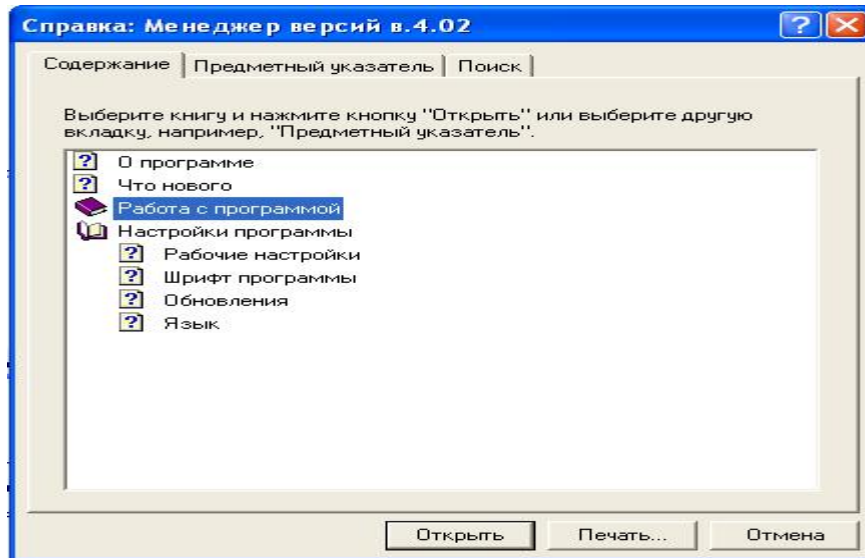 Справка: Менеджер версий в.4.02
Содержание Предметный указатель Поиск
Выберите книгу и нажмите кнопку "Открыть" или выберите другую
вкладку, например, "Предметный указатель".
О программе
Что нового
Работа с программой
Настройки программы
Рабочие настройки
Шрифт программы
Обновления
Язык
Открыть Печать... Отмена